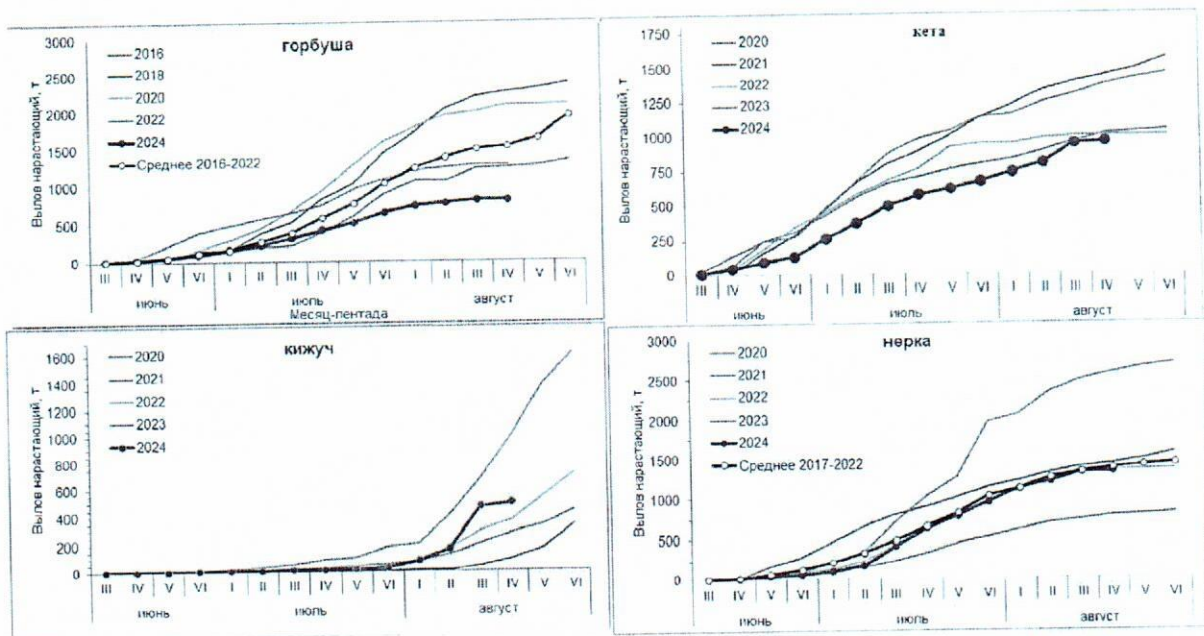 горбуша
3000
2500
2000
1500
1000
500
0
Вылов нарастающий, т
2016
2018
2020
2022
2024
Среднее 2016-2022
III IV V VI I II III IV V VI I II III IV V VI
июнь июль август
Месяц-пентада
кета
1750
1500
1250
1000
750
500
250
0
Вылов нарастающий, т
2020
2021
2022
2023
2024
III IV V VI I II III IV V VI I II III IV V VI
июнь июль август
кижуч
1600
1400
1200
1000
800
600
400
200
0
Вылов нарастающий, т
2020
2021
2022
2023
2024
III IV V VI I II III IV V VI I II III IV V VI
июнь июль август
нерка
3000
2500
2000
1500
1000
500
0
Вылов нарастающий, т
2020
2021
2022
2023
2024
Среднее 2017-2022
III IV V VI I II III IV V VI I II III IV V VI
июнь июль август